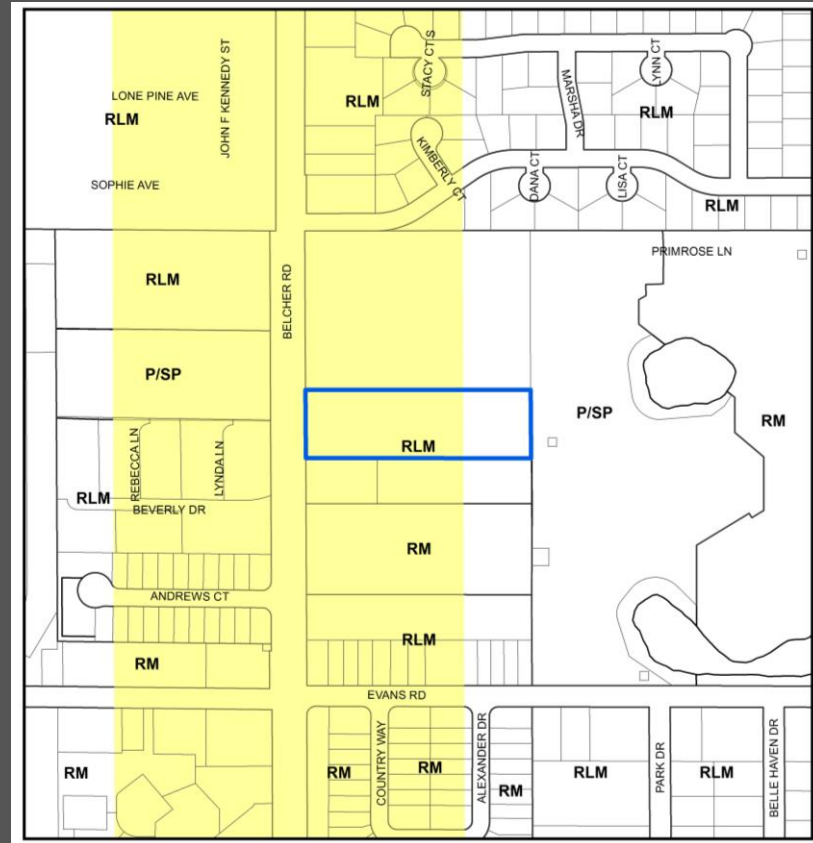 LONE PINE AVE
RLM
JOHN F KENNEDY ST
SOPHIE AVE
RLM
STACY CT S
KIMBERLY CT
MARSHA DR
LYNN CT
RLM
DANA CT
LISA CT
RLM
PRIMROSE LN
BELCHER RD
RLM
P/SP
REBECCA LN
LYNDA LN
RLM
BEVERLY DR
ANDREWS CT
RM
RLM
P/SP
RM
RM
RLM
EVANS RD
RM
RM
COUNTRY WAY
RM
ALEXANDER DR
RM
RLM
PARK DR
RLM
BELLE HAVEN DR